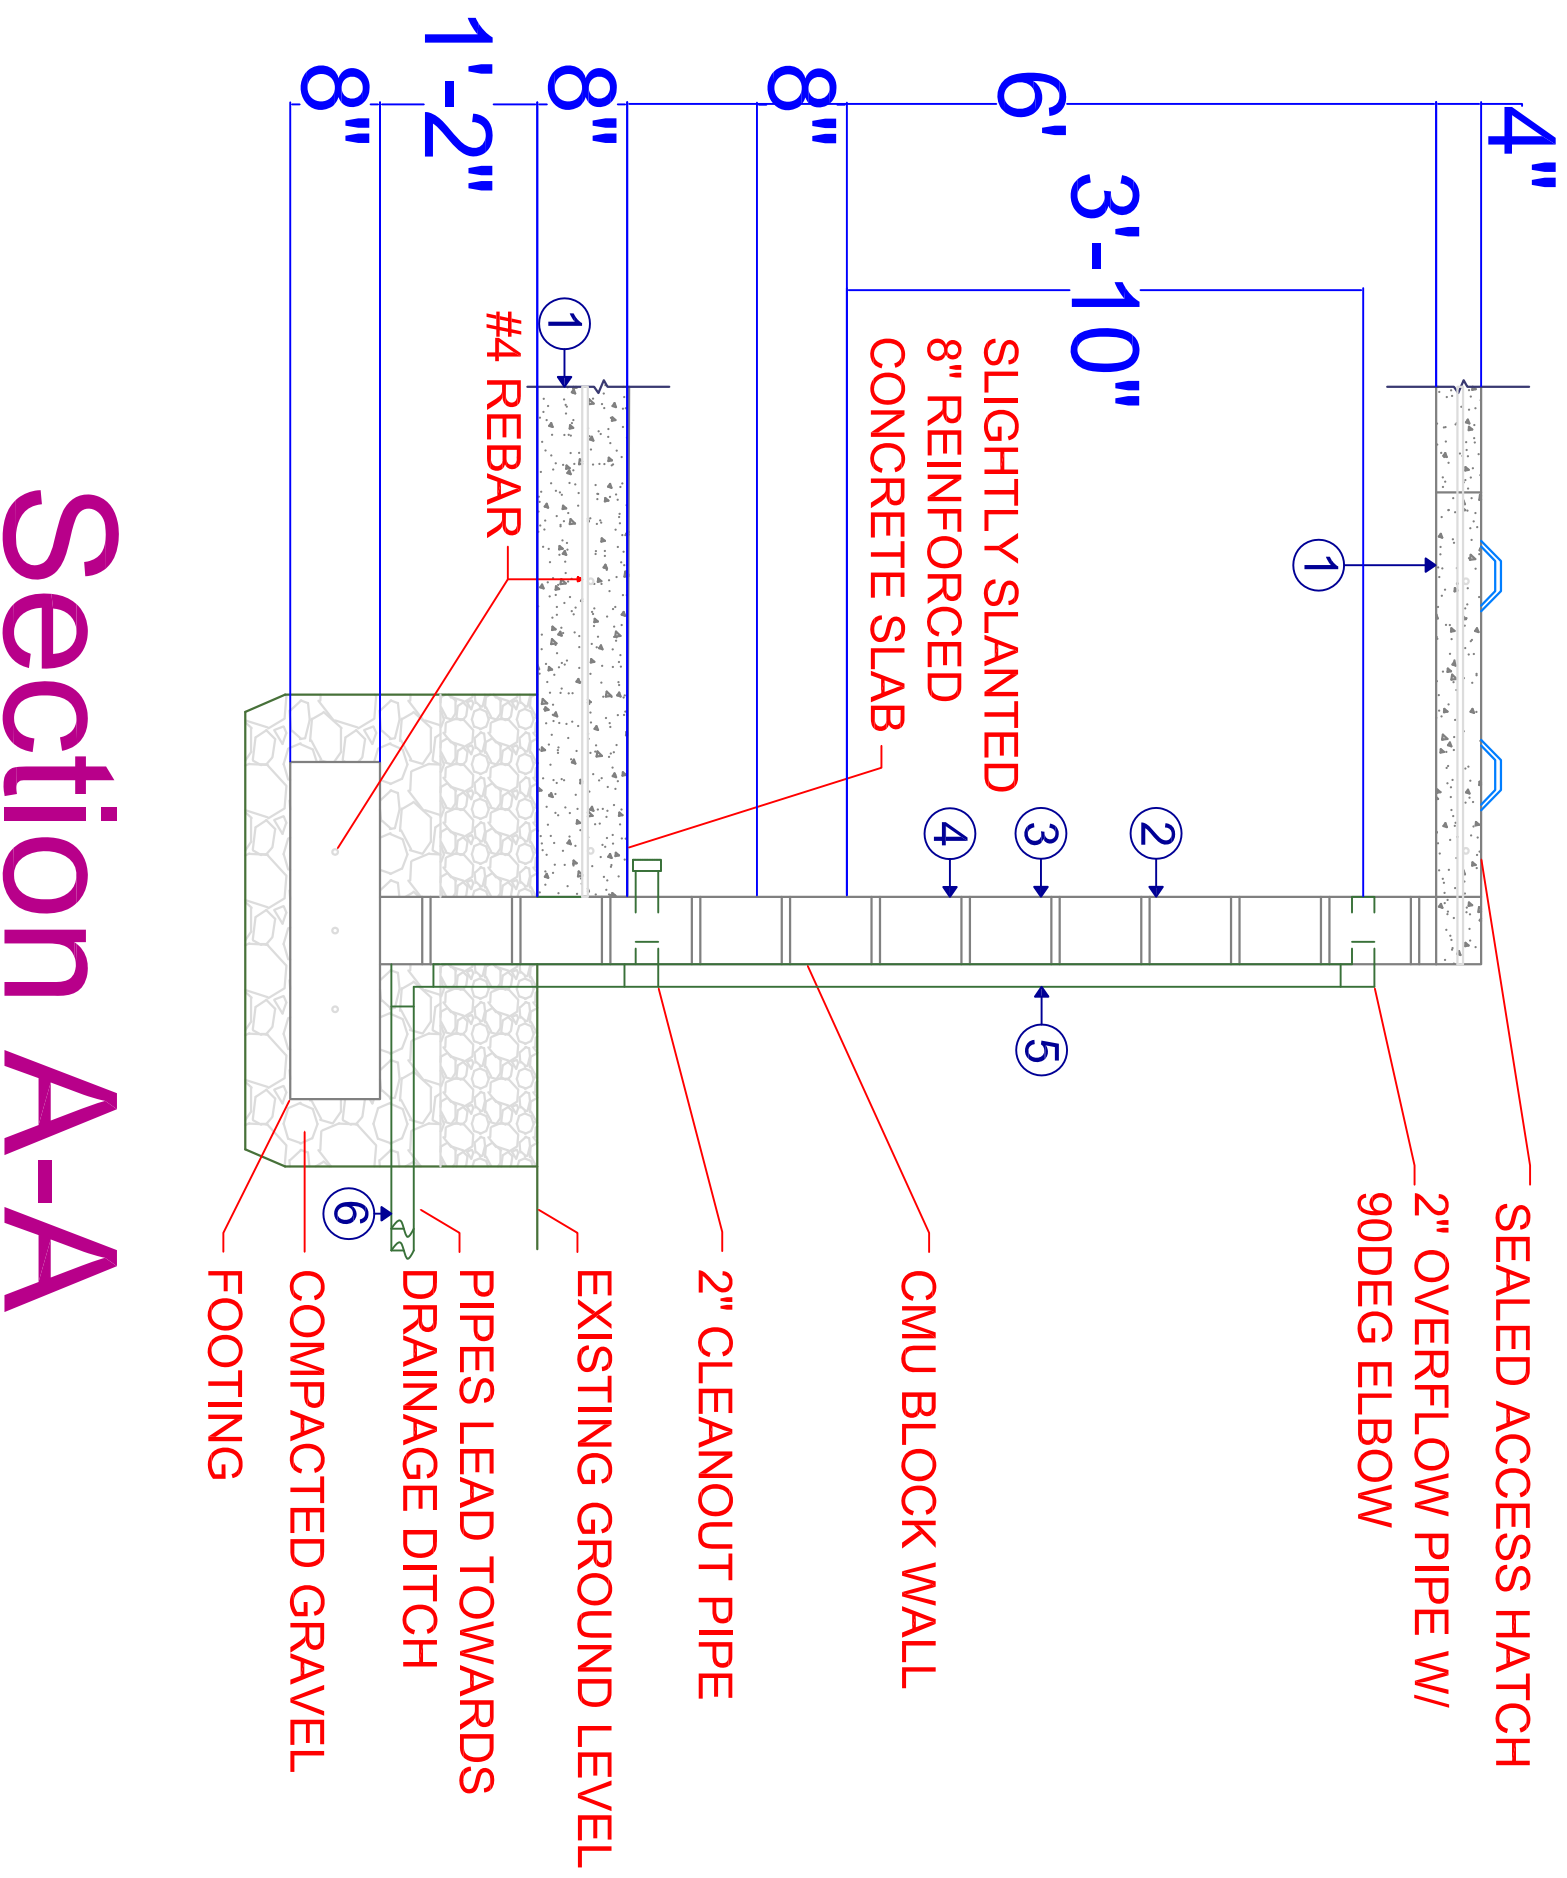 4"
6'
3'-10"
8"
8"
1'-2"
8"
SEALED ACCESS HATCH
2" OVERFLOW PIPE W/
90DEG ELBOW
1
SLIGHTLY SLANTED
8" REINFORCED
CONCRETE SLAB
2
3
4
5
CMU BLOCK WALL
2" CLEANOUT PIPE
1
#4 REBAR
EXISTING GROUND LEVEL
PIPES LEAD TOWARDS
DRAINAGE DITCH
6
COMPACTED GRAVEL
FOOTING
Section A-A